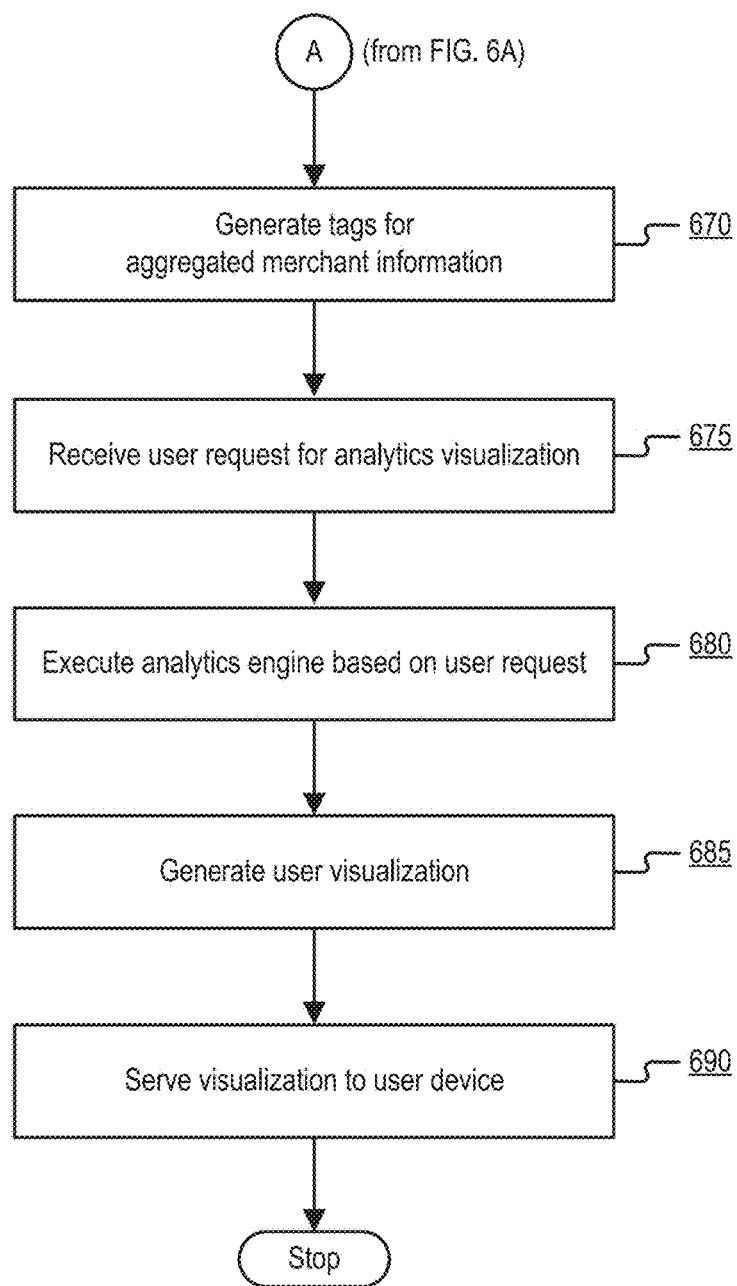 A (from FIG. 6A)
Generate tags for
aggregated merchant information
670
Receive user request for analytics visualization
675
Execute analytics engine based on user request
680
Generate user visualization
685
Serve visualization to user device
690
Stop